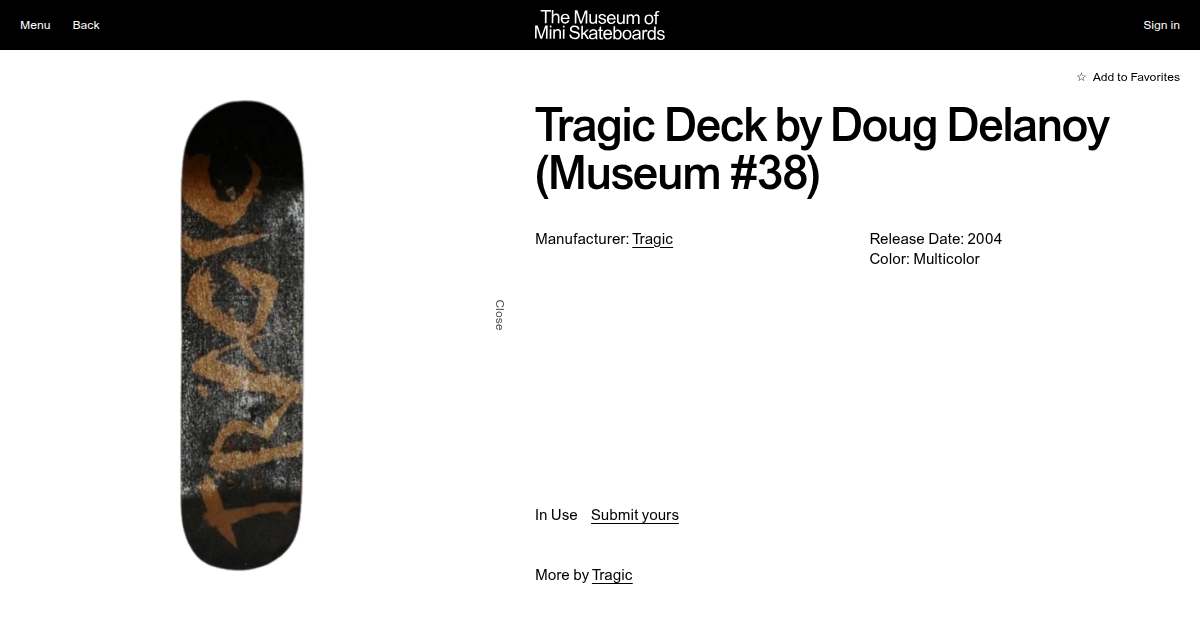 Menu
Back
The Museum of
Mini Skateboards
Sign in
☆ Add to Favorites
Tragic Deck by Doug Delanoy
(Museum #38)
Manufacturer: Tragic
Release Date: 2004
Color: Multicolor
TRAGIC
Close
In Use Submit yours
More by Tragic